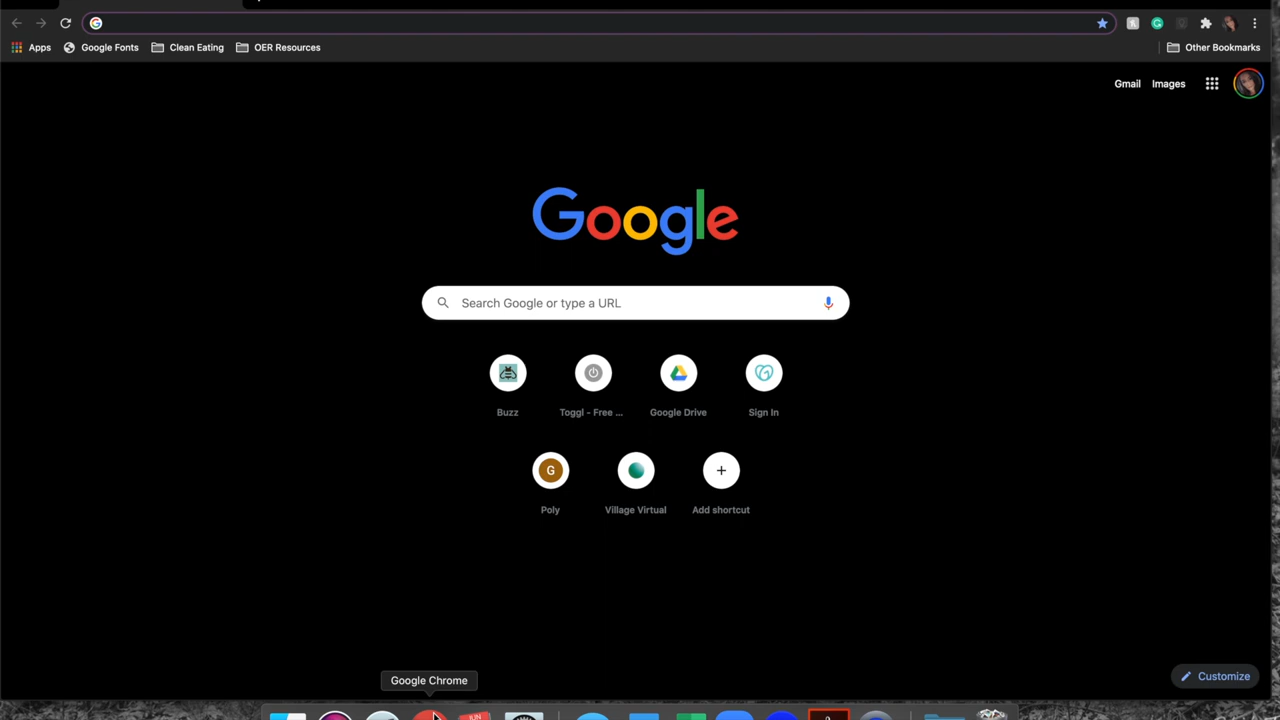 Apps
Google Fonts
Clean Eating
OER Resources
Other Bookmarks
Gmail
Images
Google
Search Google or type a URL
Buzz
Toggl - Free ...
Google Drive
Sign In
G
Poly
Village Virtual
Add shortcut
Customize
Google Chrome
JUN